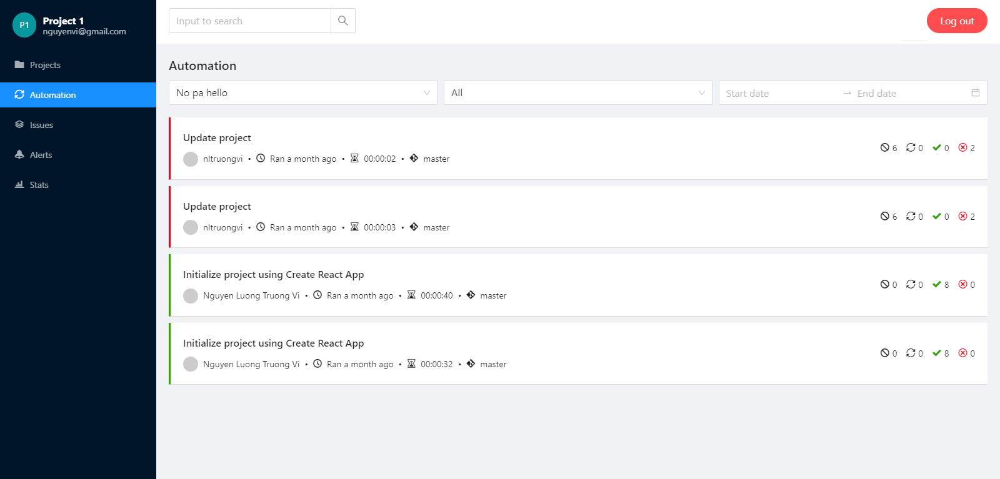 P1
Project 1
nguyenvi@gmail.com
Projects
Automation
Issues
Alerts
Stats
Input to search
Log out
Automation
No pa hello
All
Start date
End date
Update project
nltruongvi • Ran a month ago • 00:00:02 • master
6 0 0 2
Update project
nltruongvi • Ran a month ago • 00:00:03 • master
6 0 0 2
Initialize project using Create React App
Nguyen Luong Truong Vi • Ran a month ago • 00:00:40 • master
0 0 8 0
Initialize project using Create React App
Nguyen Luong Truong Vi • Ran a month ago • 00:00:32 • master
0 0 8 0